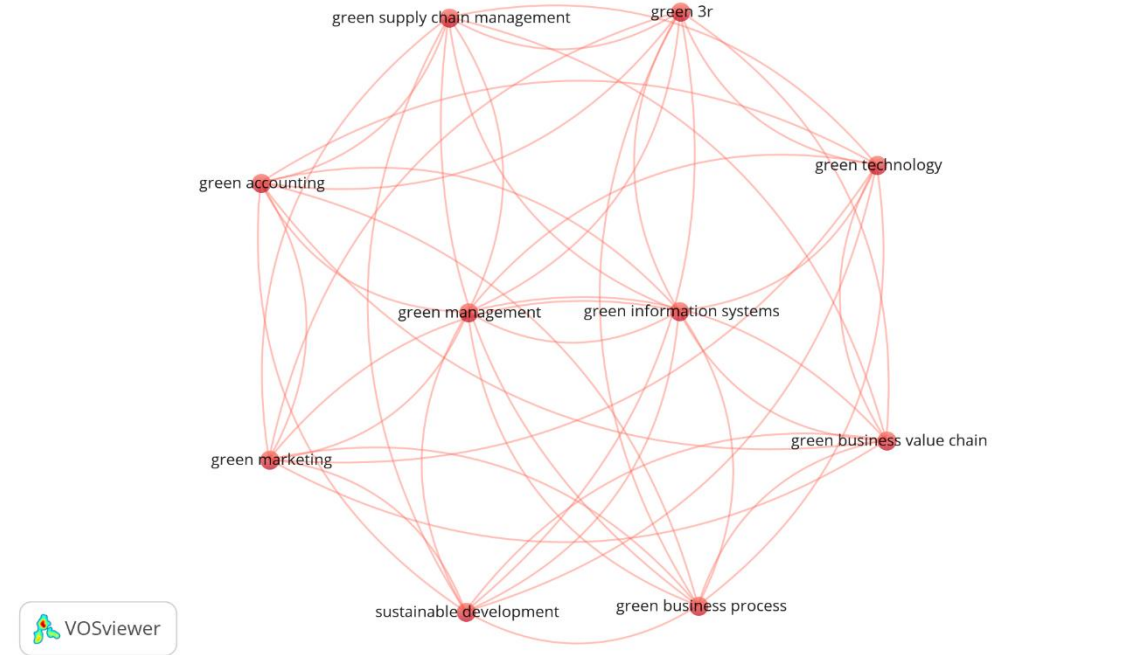 green supply chain management
green 3r
green technology
green accounting
green management
green information systems
green business value chain
green marketing
sustainable development
green business process
VOSviewer